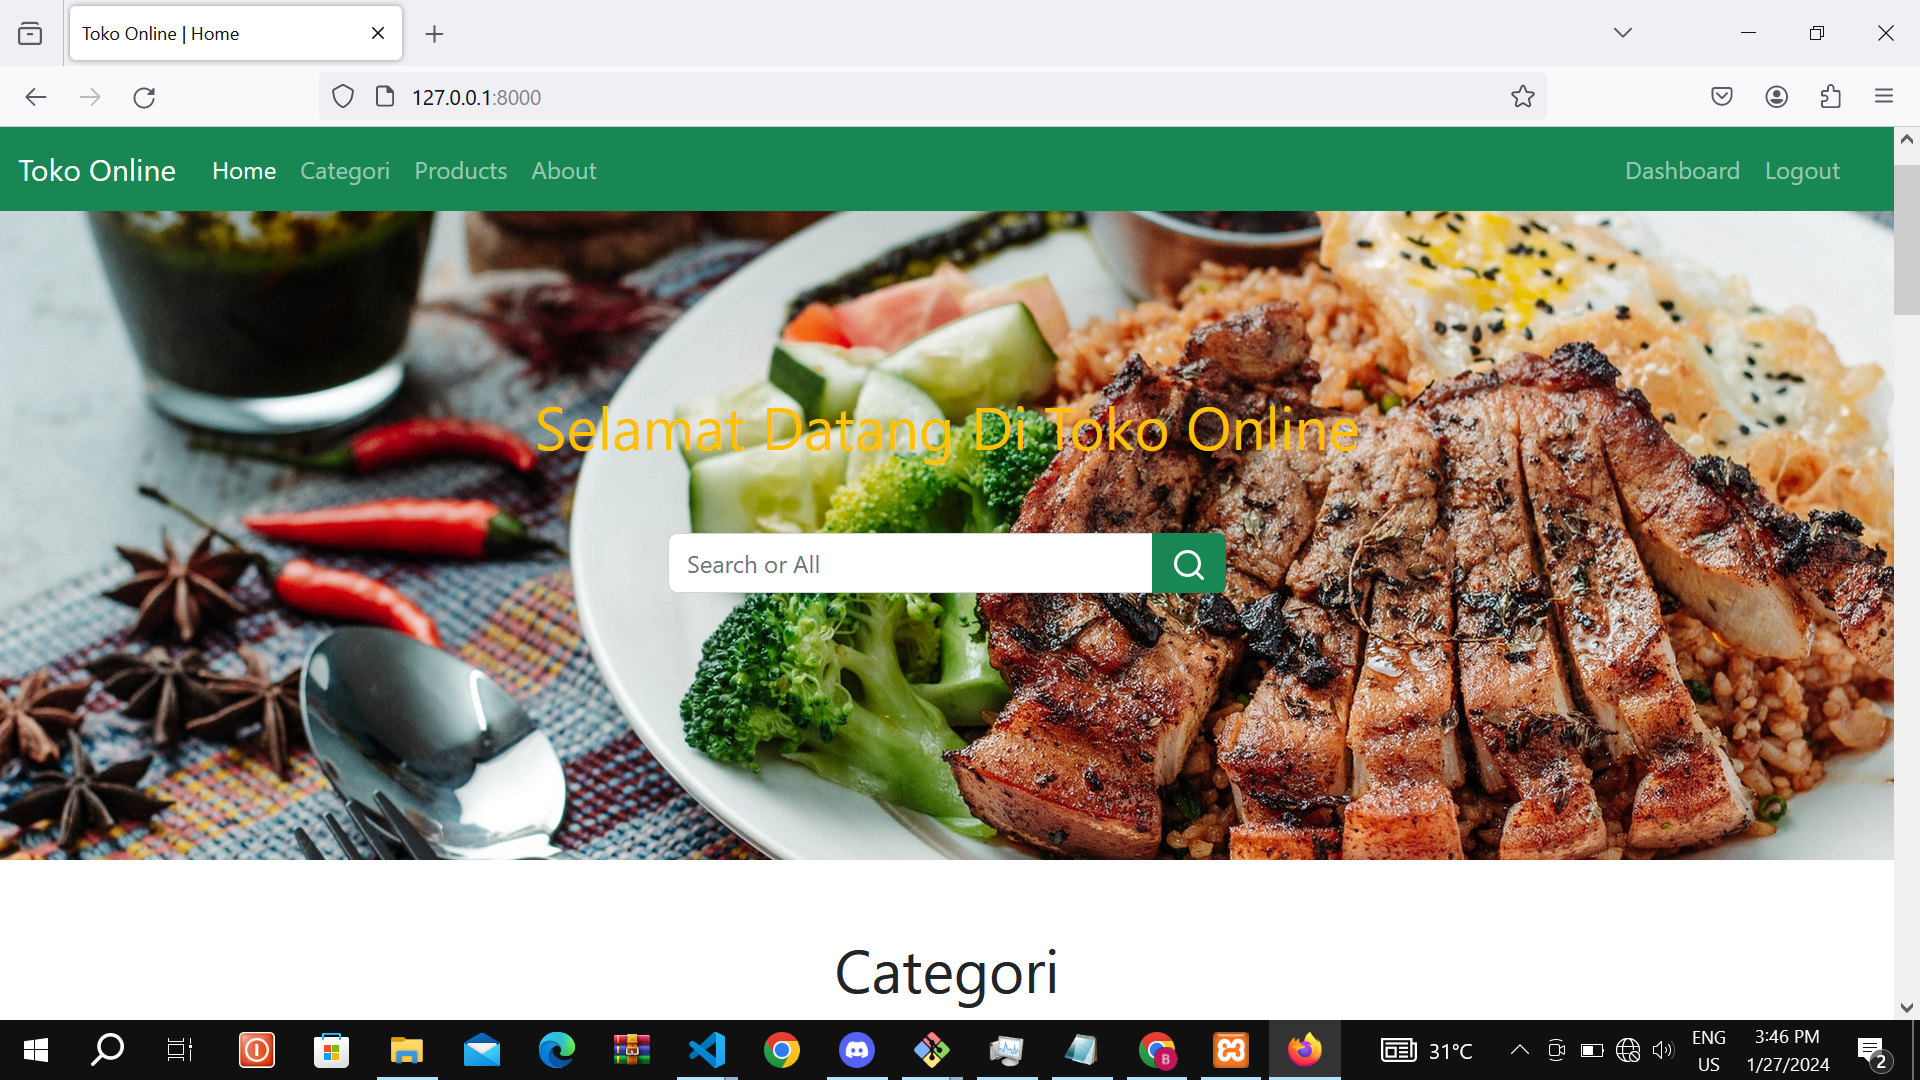 Toko Online | Home
127.0.0.1:8000
Toko Online Home Categori Products About Dashboard Logout
Selamat Datang Di Toko Online
Search or All
Categori
31°C
ENG
US
3:46 PM
1/27/2024
2
B